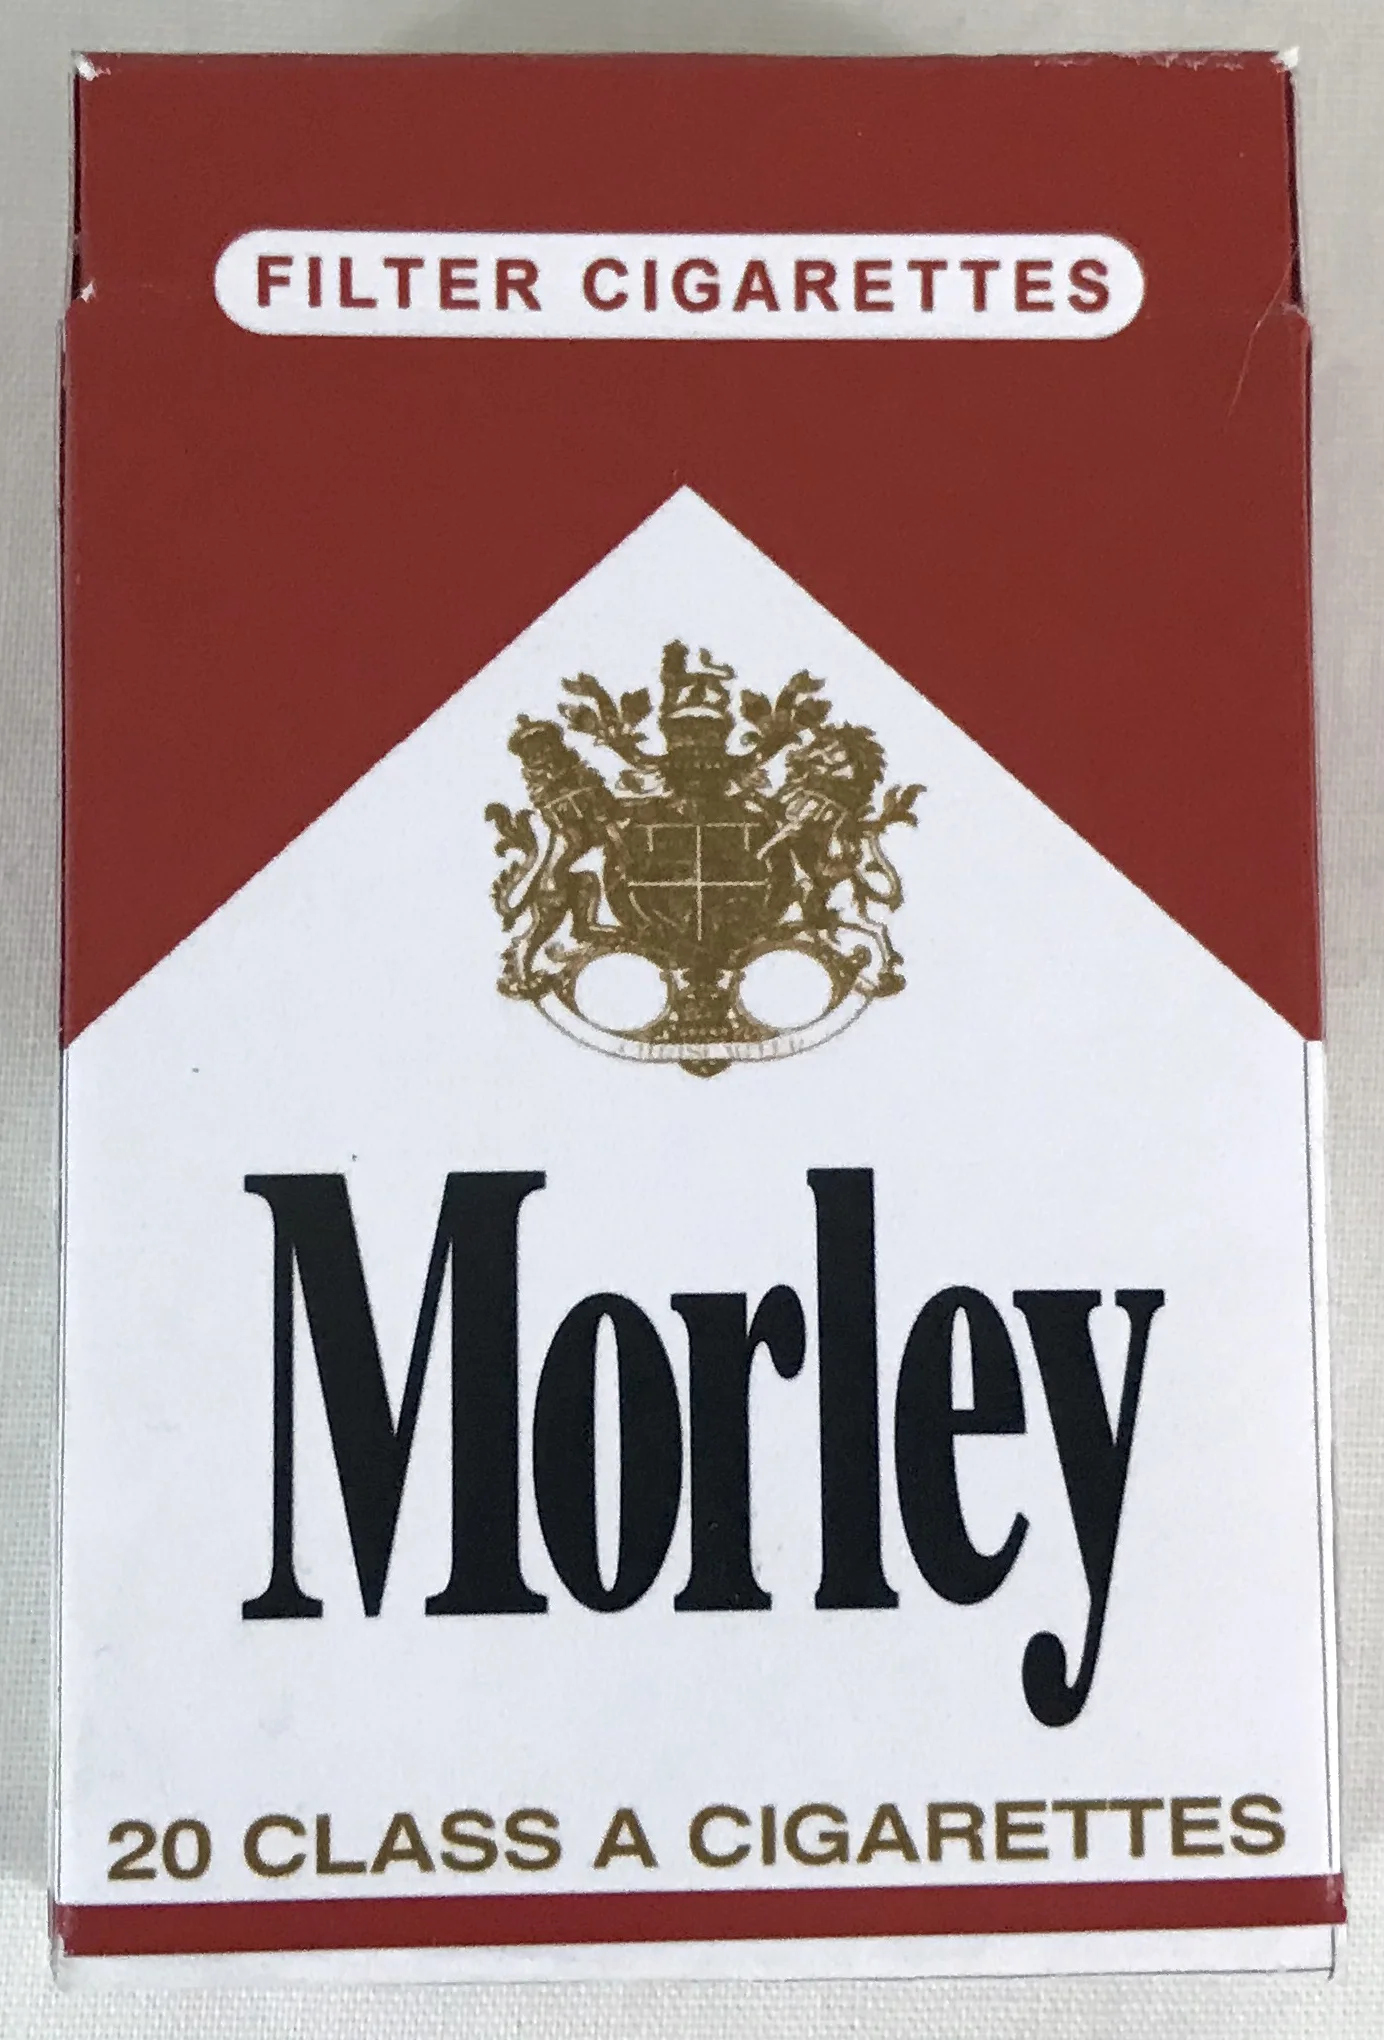 FILTER CIGARETTES
Morley
20 CLASS A CIGARETTES